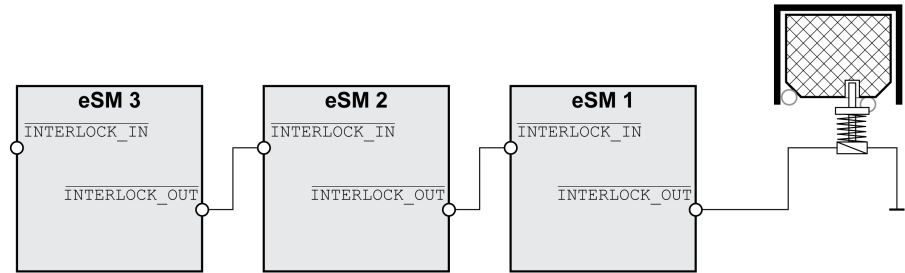 eSM 3
INTERLOCK_IN
INTERLOCK_OUT
eSM 2
INTERLOCK_IN
INTERLOCK_OUT
eSM 1
INTERLOCK_IN
INTERLOCK_OUT